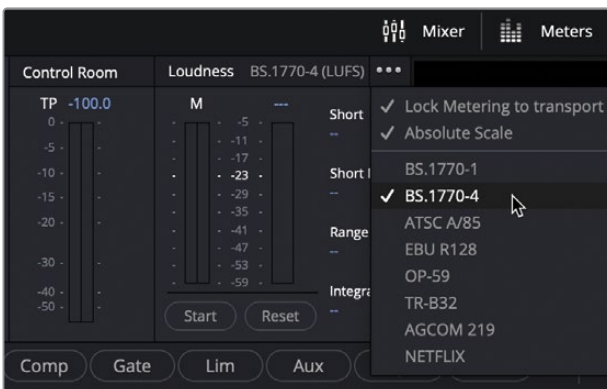 Mixer Meters
Control Room
TP -100.0
0
-5
-10
-15
-20
-30
-40
-50
Loudness BS.1770-4 (LUFS)
M --
-5
-11
-17
-23
-29
-35
-41
-47
-53
-59
Start Reset
Short
--
Short
--
Range
--
--
Lock Metering to transport
Absolute Scale
BS.1770-1
BS.1770-4
ATSC A/85
EBU R128
OP-59
TR-B32
AGCOM 219
NETFLIX
Comp Gate Lim Aux